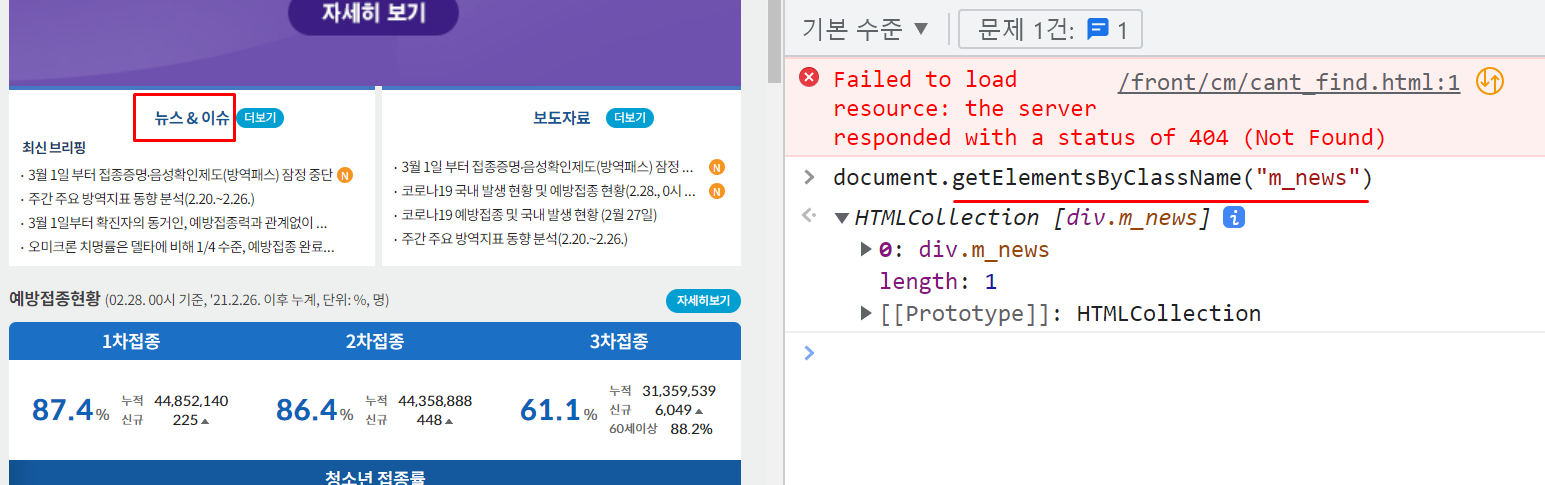 자세히 보기
뉴스 & 이슈 더보기
최신 브리핑
· 3월 1일 부터 접종증명·음성확인제도(방역패스) 잠정 중단 N
· 주간 주요 방역지표 동향 분석(2.20.~2.26.)
· 3월 1일부터 확진자의 동거인, 예방접종력과 관계없이 ...
· 오미크론 치명률은 델타에 비해 1/4 수준, 예방접종 완료...
보도자료 더보기
· 3월 1일 부터 접종증명·음성확인제도(방역패스) 잠정 ... N
· 코로나19 국내 발생 현황 및 예방접종 현황(2.28., 0시 ... N
· 코로나19 예방접종 및 국내 발생 현황 (2월 27일)
· 주간 주요 방역지표 동향 분석(2.20.~2.26.)
예방접종현황 (02.28. 00시 기준, '21.2.26. 이후 누계, 단위: %, 명) 자세히보기
1차접종 2차접종 3차접종
87.4 %
누적 44,852,140
신규 225 ▲
86.4 %
누적 44,358,888
신규 448 ▲
61.1 %
누적 31,359,539
신규 6,049 ▲
60세이상 88.2%
청소년 접종률
기본 수준 ▼ 문제 1건: 1
Failed to load /front/cm/cant_find.html:1
resource: the server
responded with a status of 404 (Not Found)
> document.getElementsByClassName("m_news")
▼ HTMLCollection [div.m_news] i
▶ 0: div.m_news
length: 1
▶ [[Prototype]]: HTMLCollection
>